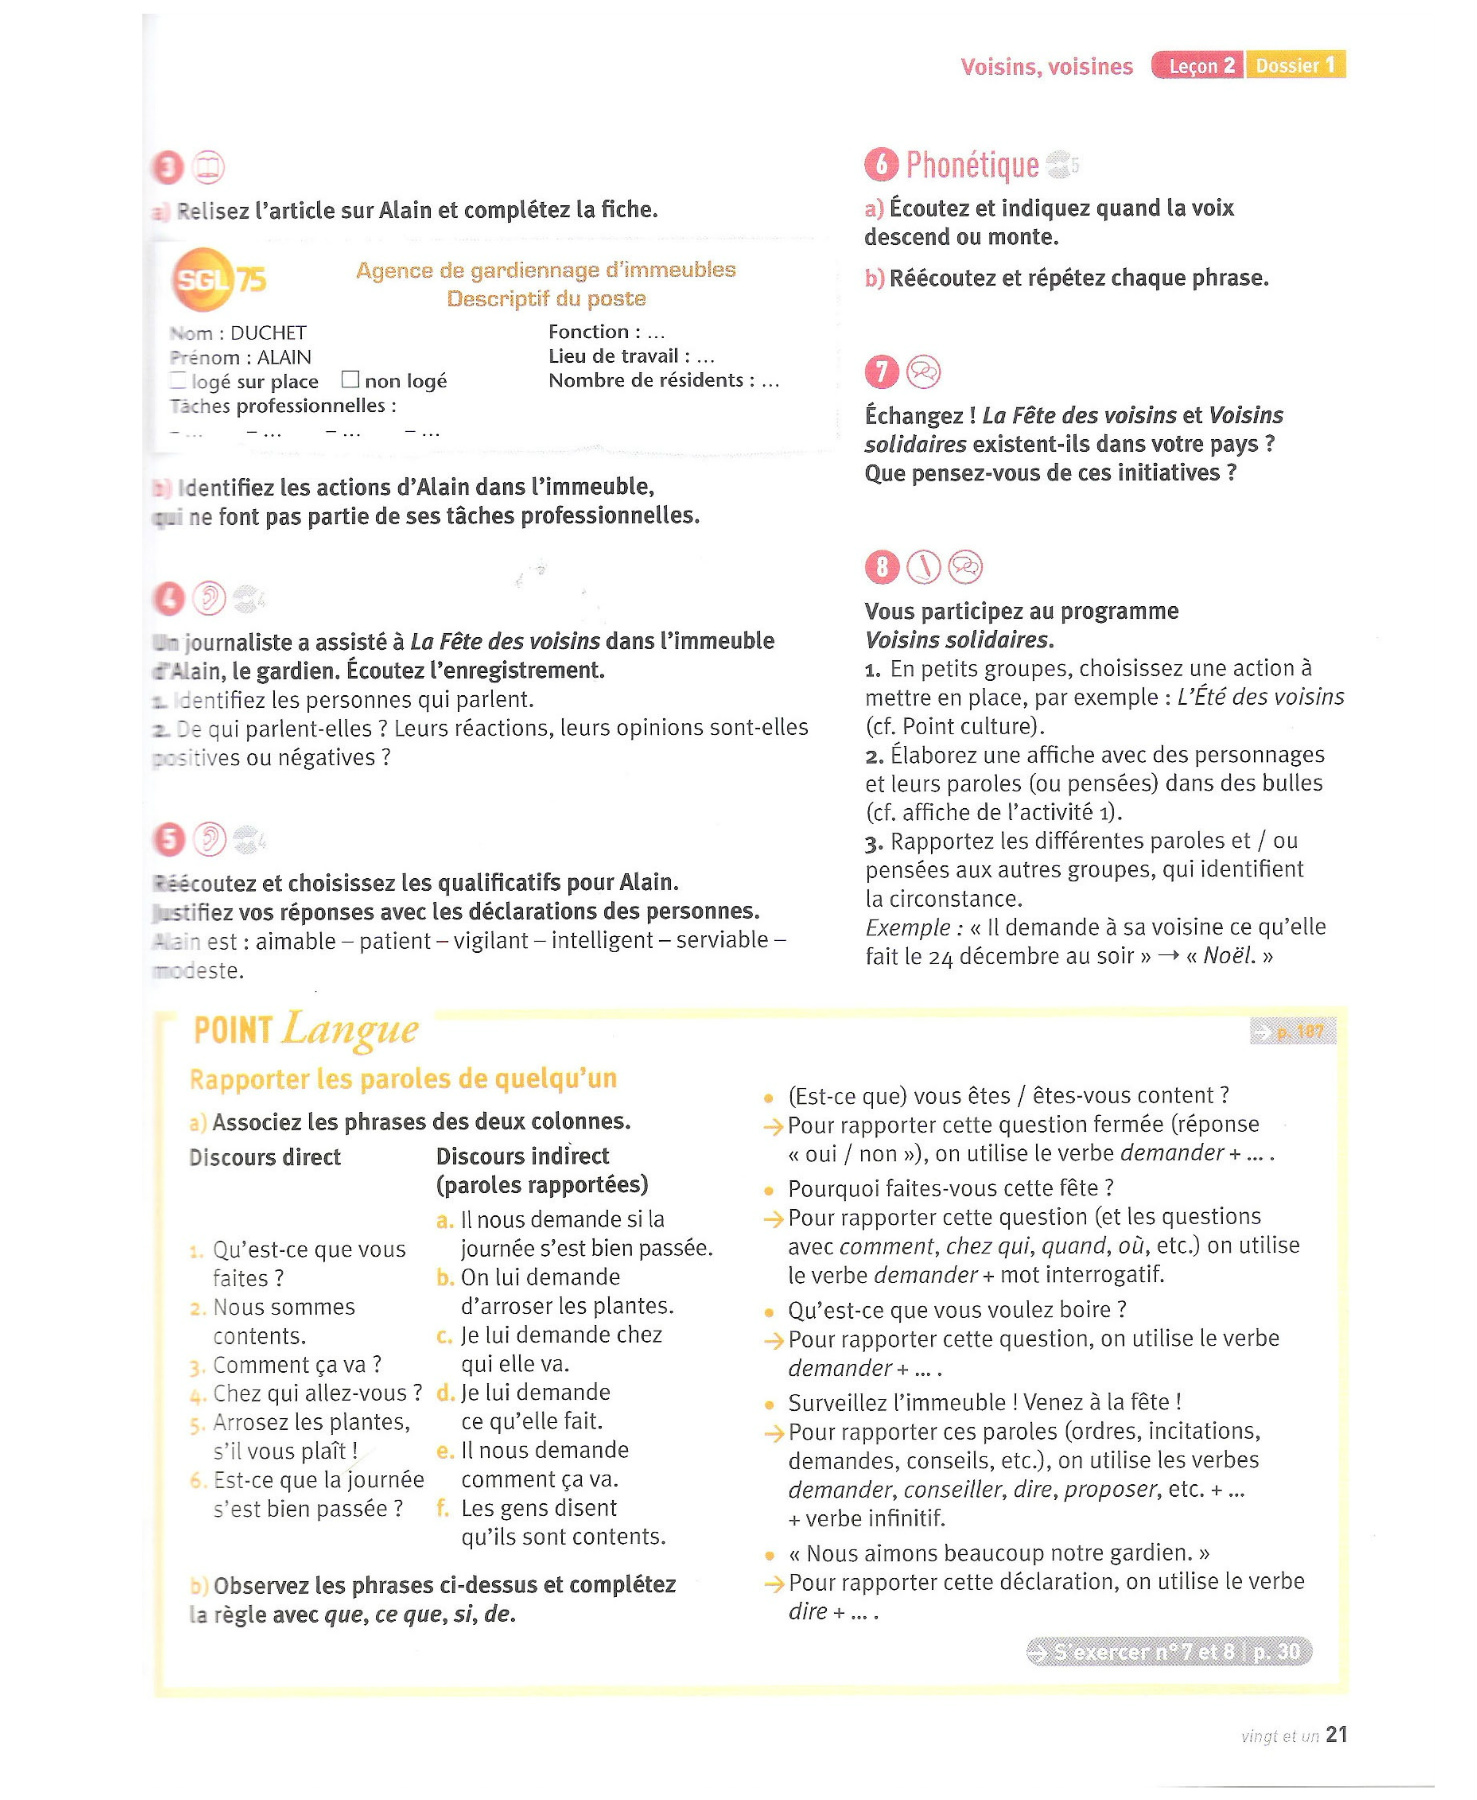 Voisins, voisines Leçon 2 Dossier 1
3
a) Relisez l'article sur Alain et complétez la fiche.
SGL 75
Agence de gardiennage d'immeubles
Descriptif du poste
Nom : DUCHET
Prénom : ALAIN
☐ logé sur place ☐ non logé
Tâches professionnelles :
– ... – ... – ... – ...
Fonction : ...
Lieu de travail : ...
Nombre de résidents : ...
b) Identifiez les actions d'Alain dans l'immeuble,
qui ne font pas partie de ses tâches professionnelles.
4 4
Un journaliste a assisté à La Fête des voisins dans l'immeuble
d'Alain, le gardien. Écoutez l'enregistrement.
1. Identifiez les personnes qui parlent.
2. De qui parlent-elles ? Leurs réactions, leurs opinions sont-elles
positives ou négatives ?
5 4
Réécoutez et choisissez les qualificatifs pour Alain.
Justifiez vos réponses avec les déclarations des personnes.
Alain est : aimable – patient – vigilant – intelligent – serviable –
modeste.
6 Phonétique 5
a) Écoutez et indiquez quand la voix
descend ou monte.
b) Réécoutez et répétez chaque phrase.
7
Échangez ! La Fête des voisins et Voisins
solidaires existent-ils dans votre pays ?
Que pensez-vous de ces initiatives ?
8
Vous participez au programme
Voisins solidaires.
1. En petits groupes, choisissez une action à
mettre en place, par exemple : L'Été des voisins
(cf. Point culture).
2. Élaborez une affiche avec des personnages
et leurs paroles (ou pensées) dans des bulles
(cf. affiche de l'activité 1).
3. Rapportez les différentes paroles et / ou
pensées aux autres groupes, qui identifient
la circonstance.
Exemple : « Il demande à sa voisine ce qu'elle
fait le 24 décembre au soir » → « Noël. »
POINT Langue
→ p. 187
Rapporter les paroles de quelqu'un
a) Associez les phrases des deux colonnes.
Discours direct
1. Qu'est-ce que vous
faites ?
2. Nous sommes
contents.
3. Comment ça va ?
4. Chez qui allez-vous ?
5. Arrosez les plantes,
s'il vous plaît !
6. Est-ce que la journée
s'est bien passée ?
Discours indirect
(paroles rapportées)
a. Il nous demande si la
journée s'est bien passée.
b. On lui demande
d'arroser les plantes.
c. Je lui demande chez
qui elle va.
d. Je lui demande
ce qu'elle fait.
e. Il nous demande
comment ça va.
f. Les gens disent
qu'ils sont contents.
b) Observez les phrases ci-dessus et complétez
la règle avec que, ce que, si, de.
• (Est-ce que) vous êtes / êtes-vous content ?
→ Pour rapporter cette question fermée (réponse
« oui / non »), on utilise le verbe demander + ... .
• Pourquoi faites-vous cette fête ?
→ Pour rapporter cette question (et les questions
avec comment, chez qui, quand, où, etc.) on utilise
le verbe demander + mot interrogatif.
• Qu'est-ce que vous voulez boire ?
→ Pour rapporter cette question, on utilise le verbe
demander + ... .
• Surveillez l'immeuble ! Venez à la fête !
→ Pour rapporter ces paroles (ordres, incitations,
demandes, conseils, etc.), on utilise les verbes
demander, conseiller, dire, proposer, etc. + ...
+ verbe infinitif.
• « Nous aimons beaucoup notre gardien. »
→ Pour rapporter cette déclaration, on utilise le verbe
dire + ... .
→ S'exercer n° 7 et 8 | p. 30
vingt et un 21